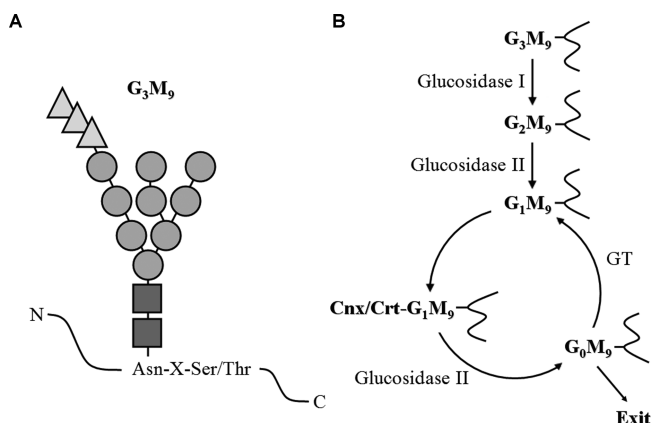 A
G₃M₉
N
Asn-X-Ser/Thr
C
B
G₃M₉
Glucosidase I
G₂M₉
Glucosidase II
G₁M₉
GT
Cnx/Crt-G₁M₉
G₀M₉
Glucosidase II
Exit